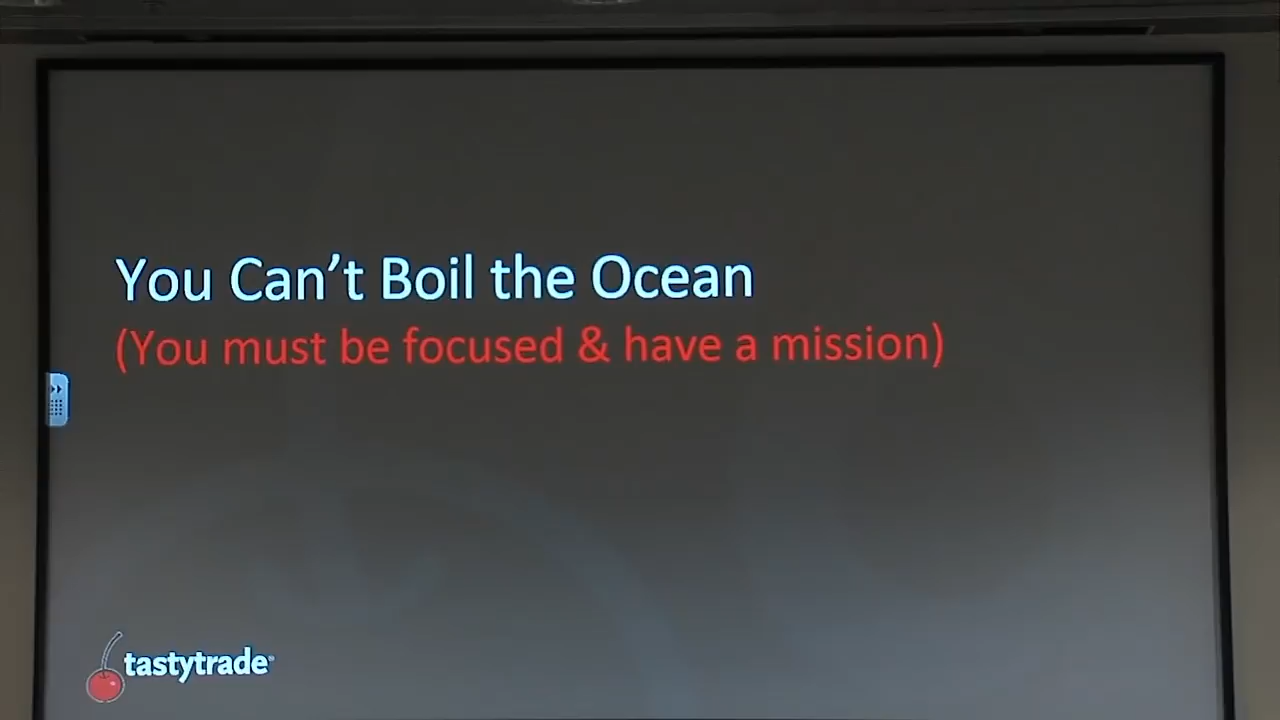 You Can't Boil the Ocean
(You must be focused & have a mission)
tastytrade